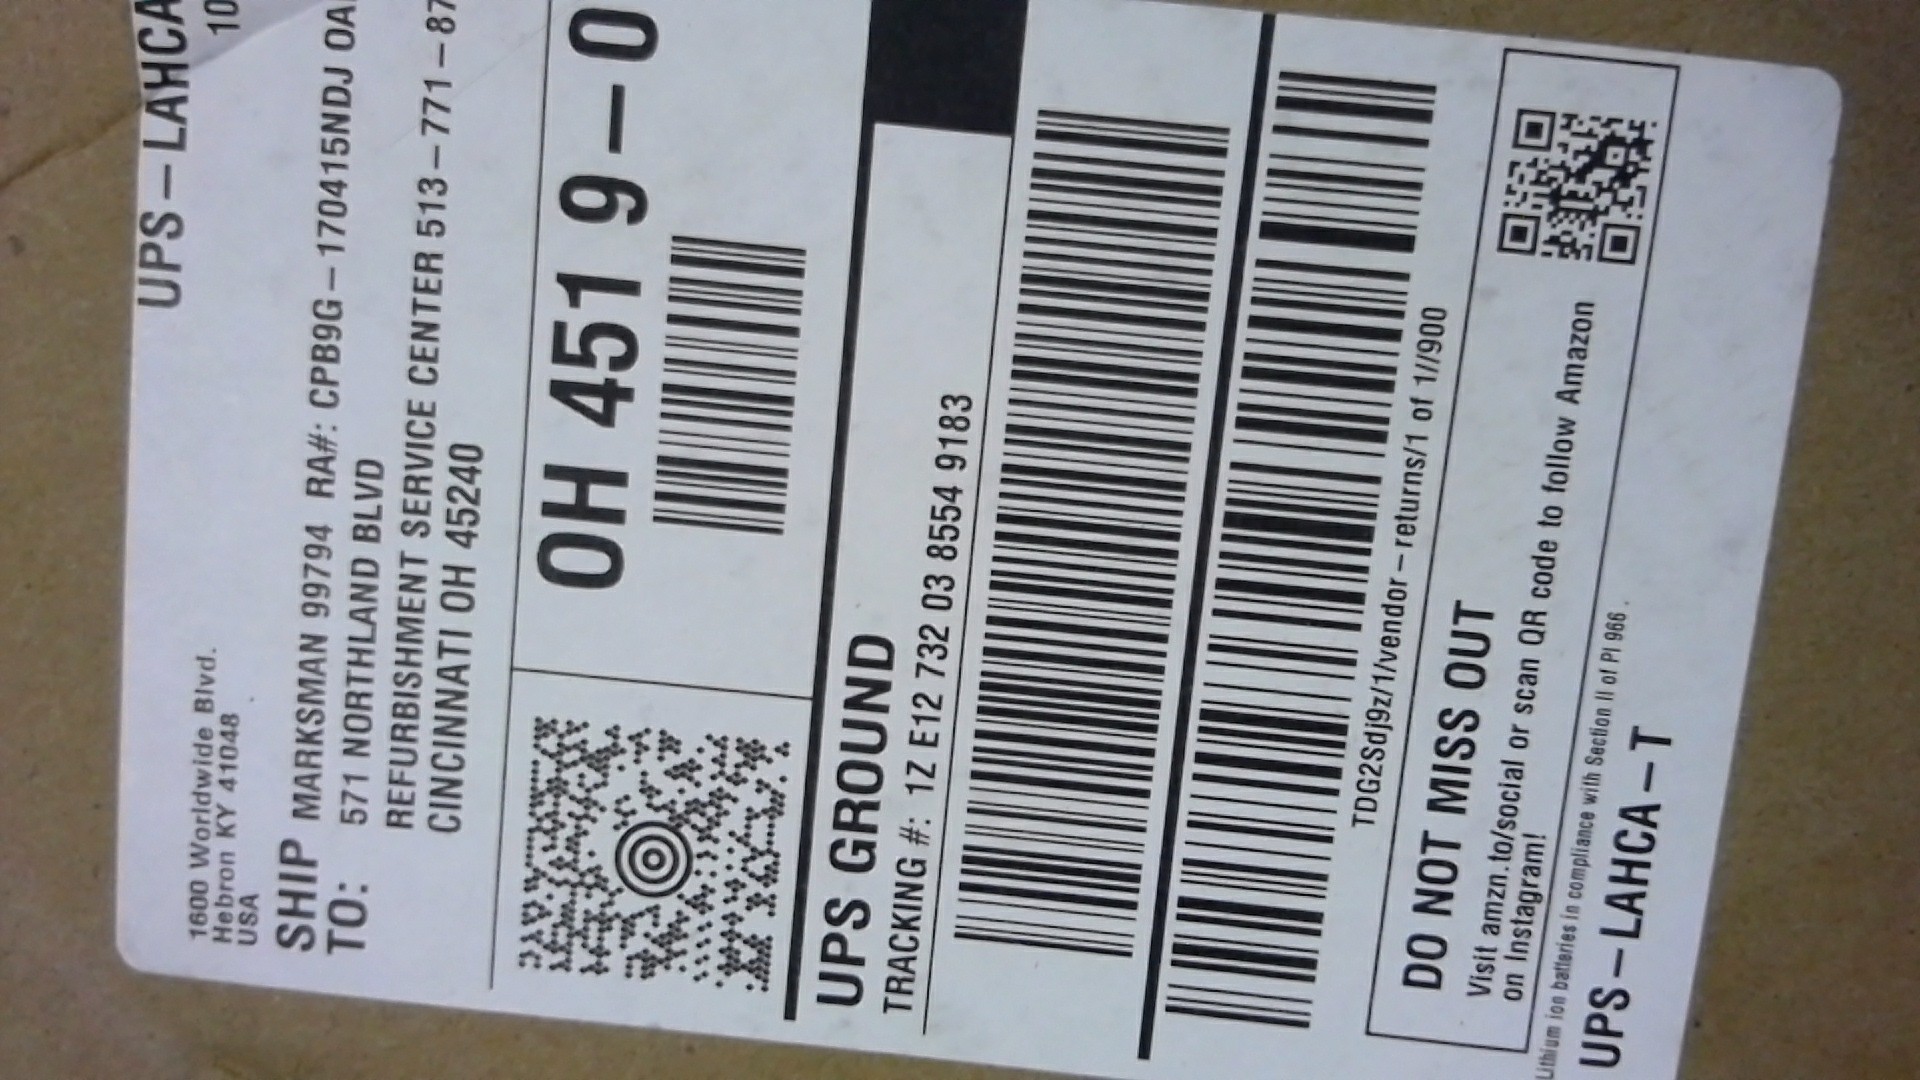 UPS-LAHCA
10
1600 Worldwide Blvd.
Hebron KY 41048
USA
SHIP
TO:
MARKSMAN 99794 RA#: CPB9G-170415NDJ OA
571 NORTHLAND BLVD
REFURBISHMENT SERVICE CENTER 513-771-87
CINCINNATI OH 45240
OH 451 9-0
UPS GROUND
TRACKING #: 1Z E12 732 03 8554 9183
TDG2Sdj9z/1/vendor-returns/1 of 1//900
DO NOT MISS OUT
Visit amzn.to/social or scan QR code to follow Amazon
on Instagram!
Lithium ion batteries in compliance with Section II of PI 966.
UPS-LAHCA-T